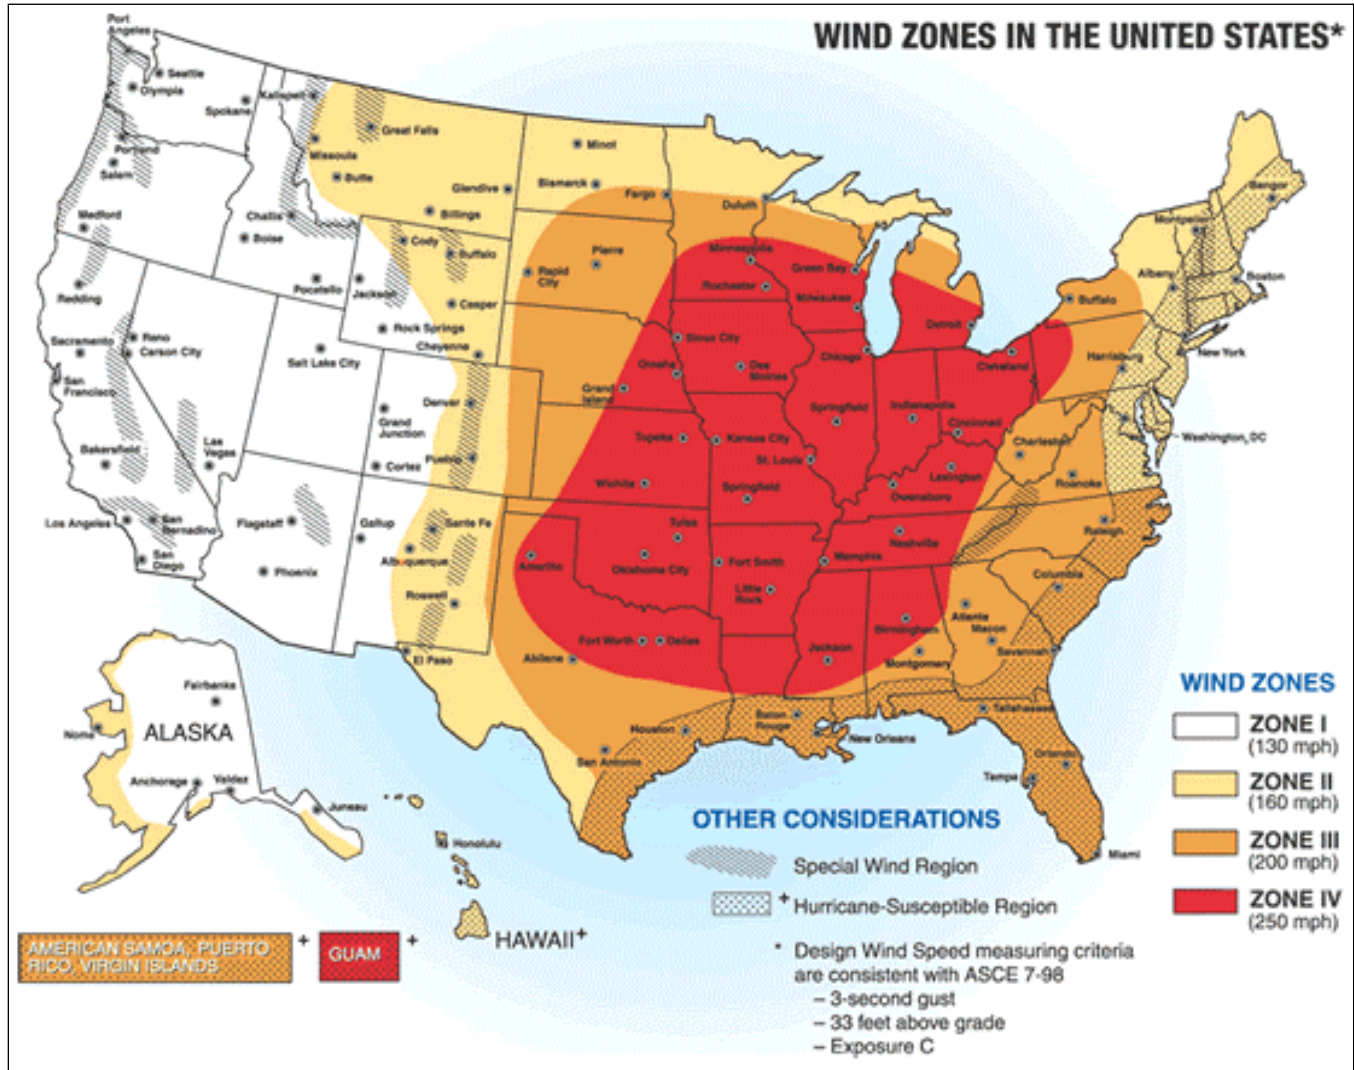 WIND ZONES IN THE UNITED STATES*
Port
Angeles
Seattle
Olympia
Spokane
Kalispell
Great Falls
Portland
Salem
Missoula
Butte
Glendive
Billings
Medford
Challis
Boise
Cody
Buffalo
Pocatello
Jackson
Casper
Redding
Rock Springs
Cheyenne
Sacramento
Reno
Carson City
Salt Lake City
San
Francisco
Denver
Grand
Junction
Bakersfield
Las
Vegas
Cortez
Pueblo
Los Angeles
San
Bernadino
Flagstaff
Gallup
Sante Fe
San
Diego
Phoenix
Albuquerque
Roswell
El Paso
Minot
Bismarck
Fargo
Duluth
Pierre
Rapid
City
Minneapolis
Rochester
Green Bay
Milwaukee
Sioux City
Omaha
Des
Moines
Chicago
Detroit
Cleveland
Grand
Island
Springfield
Indianapolis
Cincinnati
Topeka
Kansas City
St. Louis
Lexington
Owensboro
Wichita
Springfield
Tulsa
Nashville
Amarillo
Oklahoma City
Fort Smith
Memphis
Little
Rock
Fort Worth
Dallas
Abilene
Jackson
Birmingham
Montgomery
Atlante
Macon
Savannah
Columbia
Raleigh
Roanoke
Charleston
Harrisburg
Buffalo
Albany
Montpelier
Bangor
Boston
New York
Washington, DC
Houston
San Antonio
Baton
Rouge
New Orleans
Tallahassee
Orlando
Tampa
Miami
Fairbanks
ALASKA
Nome
Anchorage
Valdez
Juneau
Honolulu
HAWAII+
AMERICAN SAMOA, PUERTO
RICO, VIRGIN ISLANDS
+
GUAM
+
OTHER CONSIDERATIONS
Special Wind Region
+ Hurricane-Susceptible Region
* Design Wind Speed measuring criteria
are consistent with ASCE 7-98
– 3-second gust
– 33 feet above grade
– Exposure C
WIND ZONES
ZONE I
(130 mph)
ZONE II
(160 mph)
ZONE III
(200 mph)
ZONE IV
(250 mph)